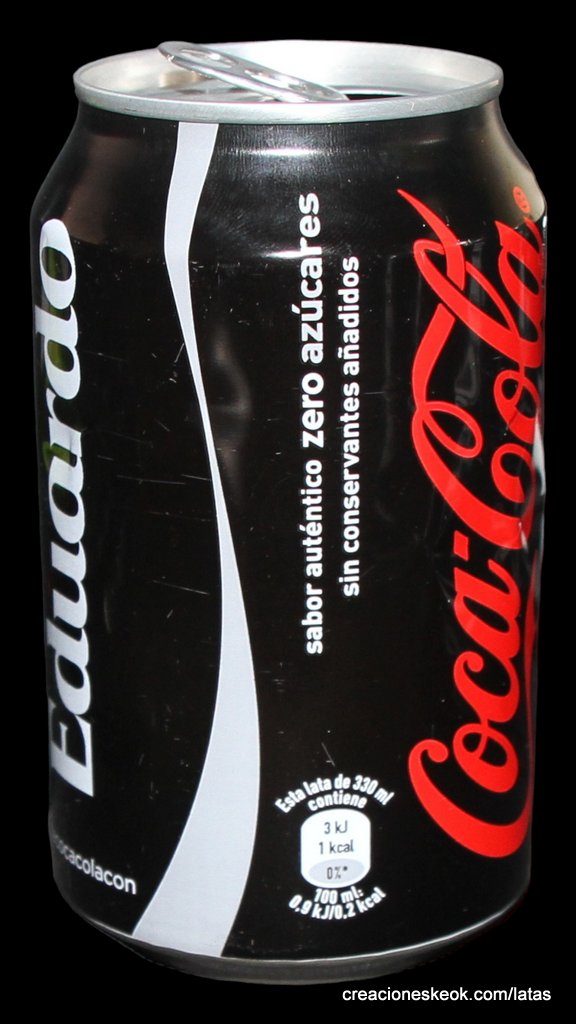 Eduardo
cocacolacon
sabor auténtico zero azúcares
sin conservantes añadidos
Coca-Cola®
Esta lata de 330 ml
contiene
3 kJ
1 kcal
0%*
100 ml:
0,9 kJ/0,2 kcal
creacioneskeok.com/latas